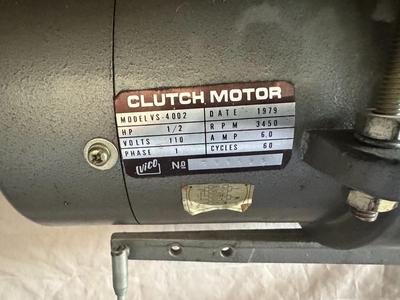 CLUTCH MOTOR
MODEL VS-4002 DATE 1979
HP 1/2 RPM 3450
VOLTS 110 AMP 6.0
PHASE 1 CYCLES 60
VICO No